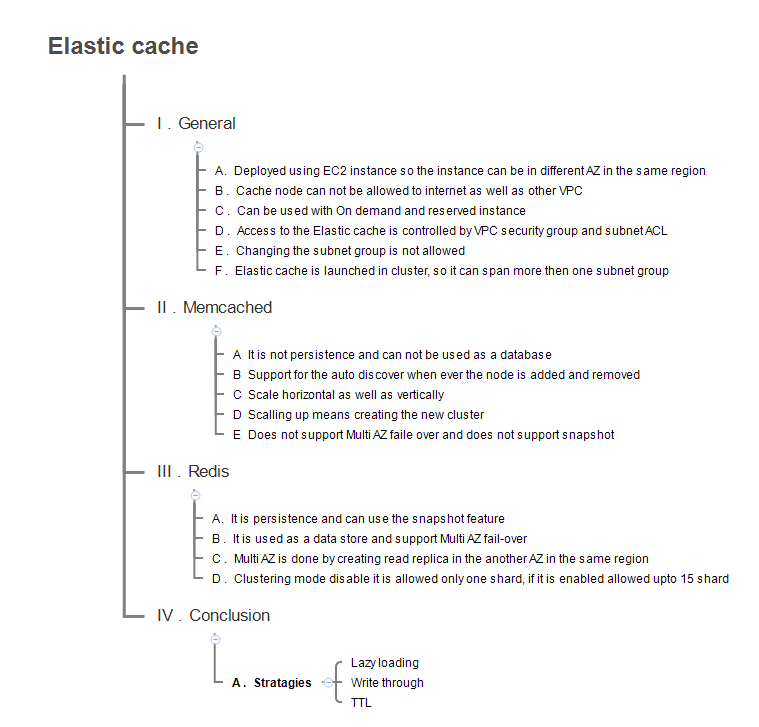 Elastic cache
I . General
A. Deployed using EC2 instance so the instance can be in different AZ in the same region
B . Cache node can not be allowed to internet as well as other VPC
C . Can be used with On demand and reserved instance
D . Access to the Elastic cache is controlled by VPC security group and subnet ACL
E . Changing the subnet group is not allowed
F . Elastic cache is launched in cluster, so it can span more then one subnet group
II . Memcached
A It is not persistence and can not be used as a database
B Support for the auto discover when ever the node is added and removed
C Scale horizontal as well as vertically
D Scalling up means creating the new cluster
E Does not support Multi AZ faile over and does not support snapshot
III . Redis
A. It is persistence and can use the snapshot feature
B . It is used as a data store and support Multi AZ fail-over
C . Multi AZ is done by creating read replica in the another AZ in the same region
D . Clustering mode disable it is allowed only one shard, if it is enabled allowed upto 15 shard
IV . Conclusion
Lazy loading
A . Stratagies
Write through
TTL